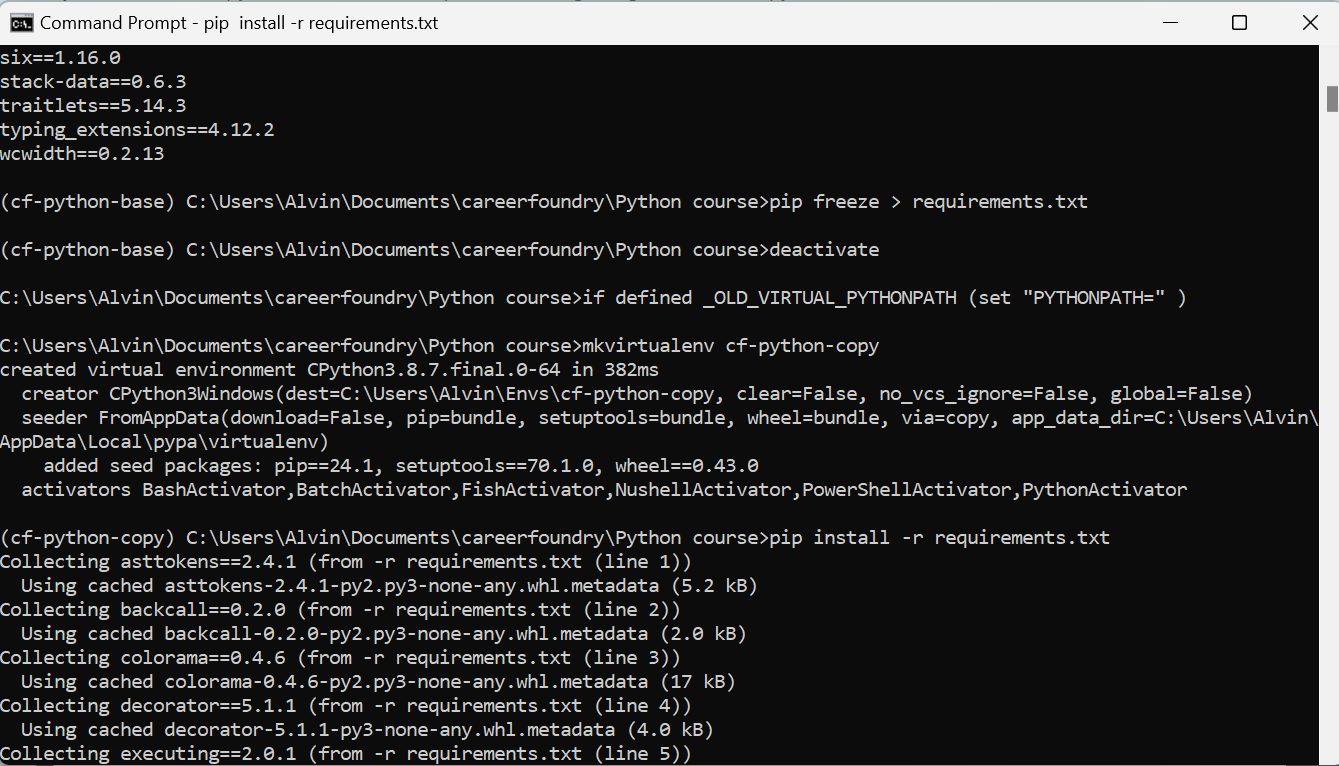 Command Prompt - pip  install -r requirements.txt
six==1.16.0
stack-data==0.6.3
traitlets==5.14.3
typing_extensions==4.12.2
wcwidth==0.2.13
(cf-python-base) C:\Users\Alvin\Documents\careerfoundry\Python course>pip freeze > requirements.txt
(cf-python-base) C:\Users\Alvin\Documents\careerfoundry\Python course>deactivate
C:\Users\Alvin\Documents\careerfoundry\Python course>if defined _OLD_VIRTUAL_PYTHONPATH (set "PYTHONPATH=" )
C:\Users\Alvin\Documents\careerfoundry\Python course>mkvirtualenv cf-python-copy
created virtual environment CPython3.8.7.final.0-64 in 382ms
  creator CPython3Windows(dest=C:\Users\Alvin\Envs\cf-python-copy, clear=False, no_vcs_ignore=False, global=False)
  seeder FromAppData(download=False, pip=bundle, setuptools=bundle, wheel=bundle, via=copy, app_data_dir=C:\Users\Alvin\
AppData\Local\pypa\virtualenv)
    added seed packages: pip==24.1, setuptools==70.1.0, wheel==0.43.0
  activators BashActivator,BatchActivator,FishActivator,NushellActivator,PowerShellActivator,PythonActivator
(cf-python-copy) C:\Users\Alvin\Documents\careerfoundry\Python course>pip install -r requirements.txt
Collecting asttokens==2.4.1 (from -r requirements.txt (line 1))
  Using cached asttokens-2.4.1-py2.py3-none-any.whl.metadata (5.2 kB)
Collecting backcall==0.2.0 (from -r requirements.txt (line 2))
  Using cached backcall-0.2.0-py2.py3-none-any.whl.metadata (2.0 kB)
Collecting colorama==0.4.6 (from -r requirements.txt (line 3))
  Using cached colorama-0.4.6-py2.py3-none-any.whl.metadata (17 kB)
Collecting decorator==5.1.1 (from -r requirements.txt (line 4))
  Using cached decorator-5.1.1-py3-none-any.whl.metadata (4.0 kB)
Collecting executing==2.0.1 (from -r requirements.txt (line 5))